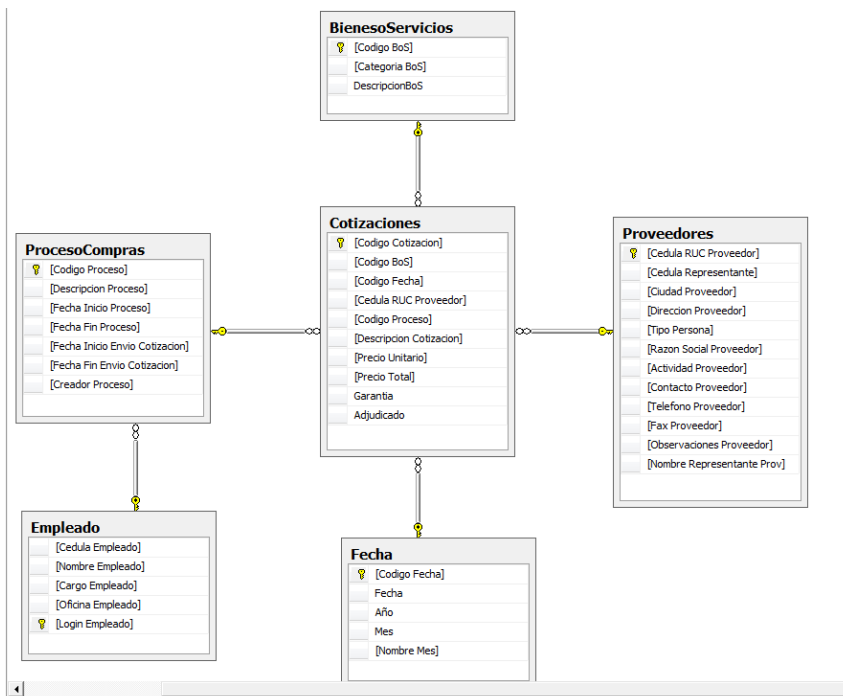 BienesoServicios
[Codigo BoS]
[Categoria BoS]
DescripcionBoS
Cotizaciones
[Codigo Cotizacion]
[Codigo BoS]
[Codigo Fecha]
[Cedula RUC Proveedor]
[Codigo Proceso]
[Descripcion Cotizacion]
[Precio Unitario]
[Precio Total]
Garantia
Adjudicado
Proveedores
[Cedula RUC Proveedor]
[Cedula Representante]
[Ciudad Proveedor]
[Direccion Proveedor]
[Tipo Persona]
[Razon Social Proveedor]
[Actividad Proveedor]
[Contacto Proveedor]
[Telefono Proveedor]
[Fax Proveedor]
[Observaciones Proveedor]
[Nombre Representante Prov]
ProcesoCompras
[Codigo Proceso]
[Descripcion Proceso]
[Fecha Inicio Proceso]
[Fecha Fin Proceso]
[Fecha Inicio Envio Cotizacion]
[Fecha Fin Envio Cotizacion]
[Creador Proceso]
Empleado
[Cedula Empleado]
[Nombre Empleado]
[Cargo Empleado]
[Oficina Empleado]
[Login Empleado]
Fecha
[Codigo Fecha]
Fecha
Año
Mes
[Nombre Mes]